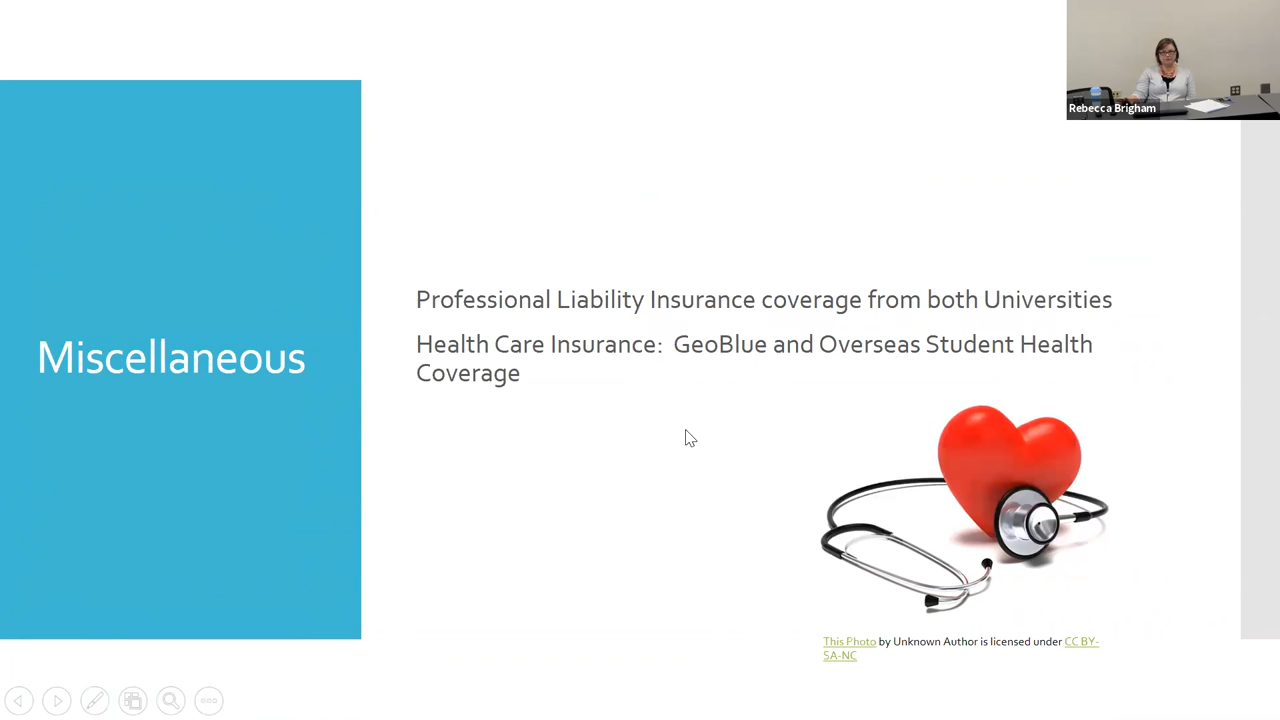 Rebecca Brigham
Miscellaneous
Professional Liability Insurance coverage from both Universities
Health Care Insurance:  GeoBlue and Overseas Student Health
Coverage
This Photo by Unknown Author is licensed under CC BY-
SA-NC